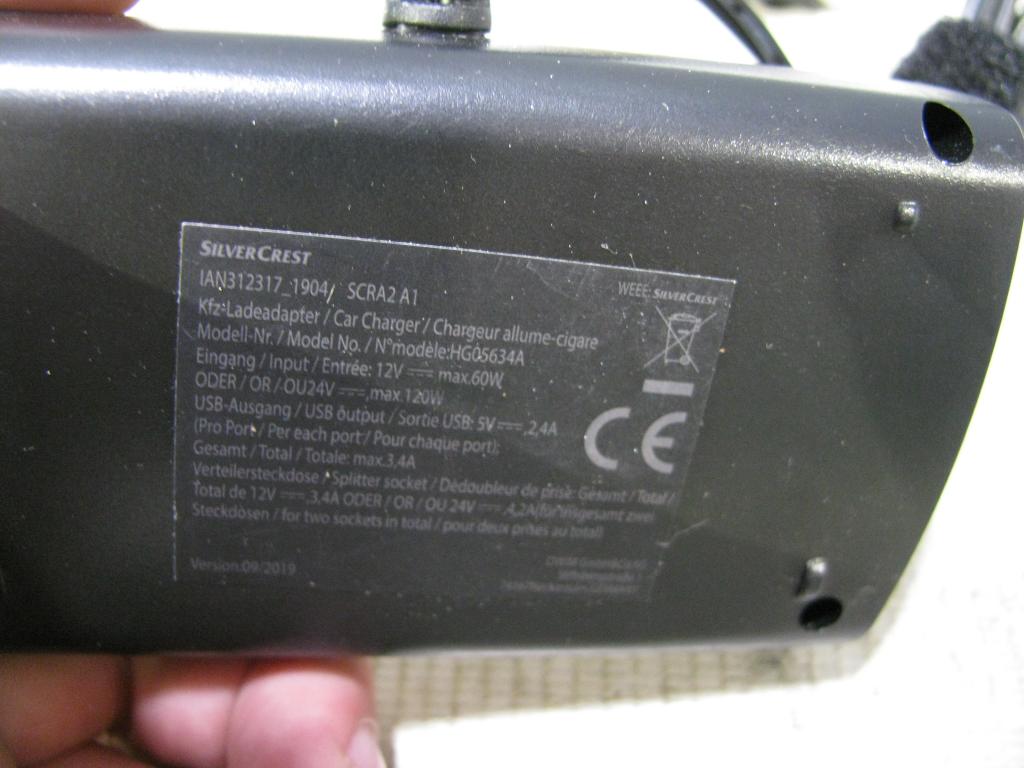 SILVERCREST
IAN312317_1904/ SCRA2 A1
WEEE: SILVERCREST
Kfz-Ladeadapter / Car Charger / Chargeur allume-cigare
Modell-Nr. / Model No. / N°modèle:HG05634A
Eingang / Input / Entrée: 12V ⎓ max.60W
ODER / OR / OU24V ⎓,max.120W
USB-Ausgang / USB output / Sortie USB: 5V ⎓,2,4A
(Pro Port / Per each port / Pour chaque port);
Gesamt / Total / Totale: max.3,4A
Verteilersteckdose / Splitter socket / Dédoubleur de prise: Gesamt / Total /
Total de 12V ⎓,3,4A ODER / OR / OU 24V ⎓,4,2A(für insgesamt zwei
Steckdosen / for two sockets in total / pour deux prises au total)
CE
Version:09/2019